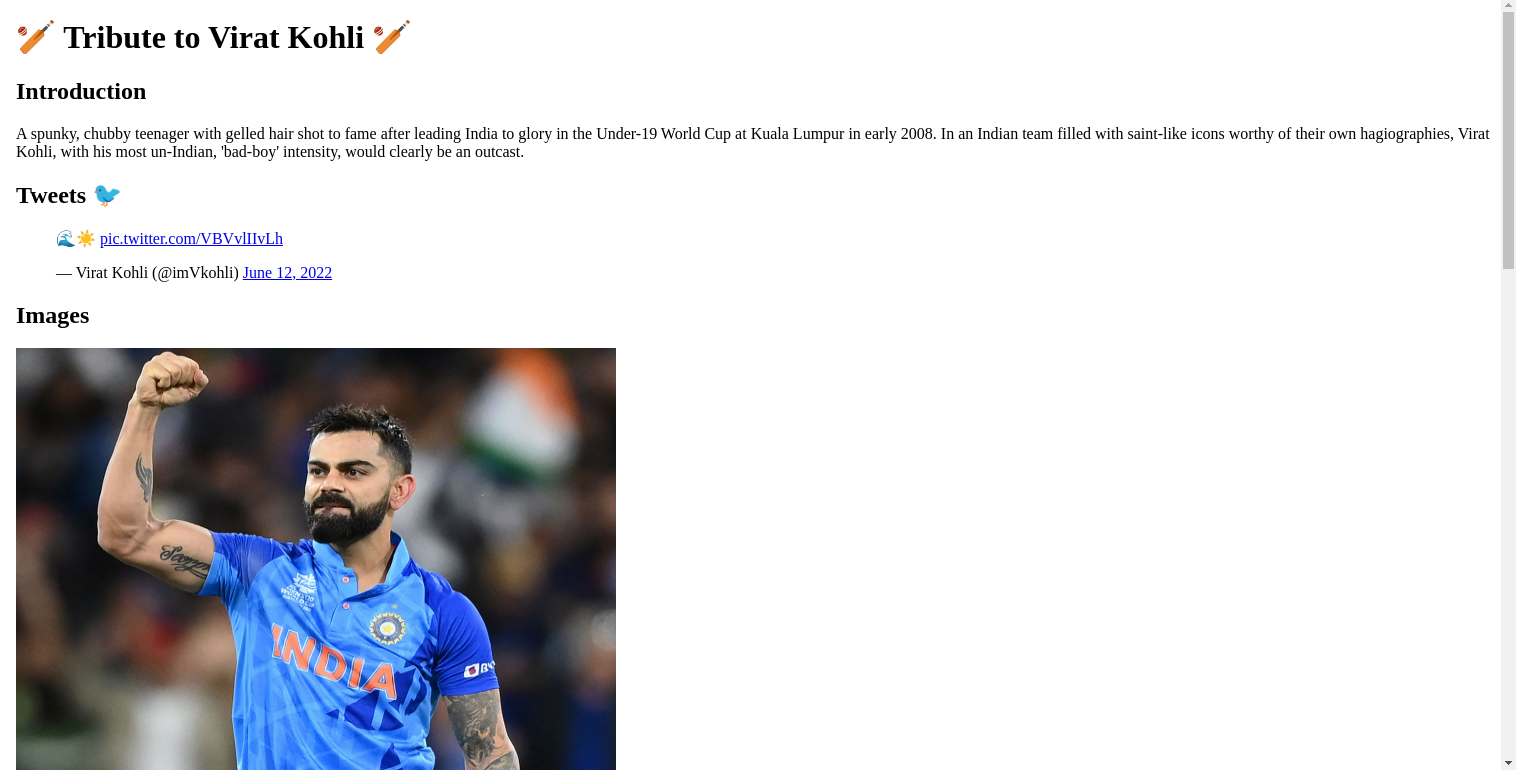 🏏 Tribute to Virat Kohli 🏏
Introduction
A spunky, chubby teenager with gelled hair shot to fame after leading India to glory in the Under-19 World Cup at Kuala Lumpur in early 2008. In an Indian team filled with saint-like icons worthy of their own hagiographies, Virat
Kohli, with his most un-Indian, 'bad-boy' intensity, would clearly be an outcast.
Tweets 🐦
🌊☀️ pic.twitter.com/VBVvlIIvLh
— Virat Kohli (@imVkohli) June 12, 2022
Images
INDIA